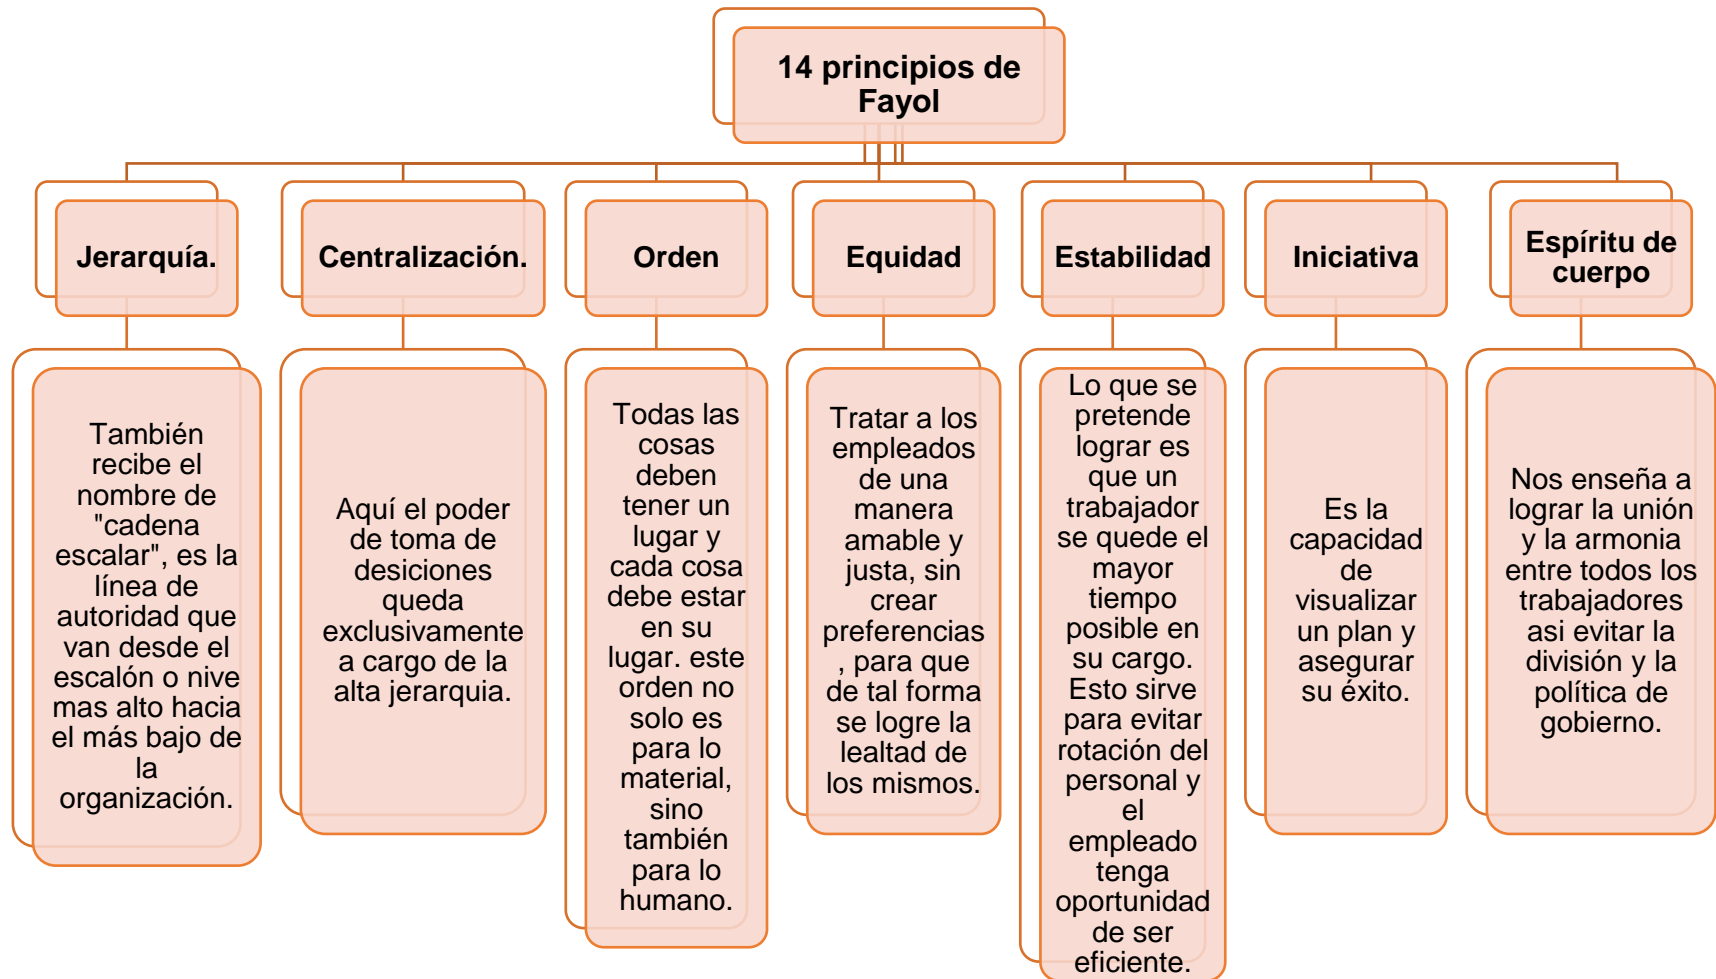 14 principios de
Fayol
Jerarquía.
Centralización.
Orden
Equidad
Estabilidad
Iniciativa
Espíritu de
cuerpo
También
recibe el
nombre de
"cadena
escalar", es la
línea de
autoridad que
van desde el
escalón o nive
mas alto hacia
el más bajo de
la
organización.
Aquí el poder
de toma de
desiciones
queda
exclusivamente
a cargo de la
alta jerarquia.
Todas las
cosas
deben
tener un
lugar y
cada cosa
debe estar
en su
lugar. este
orden no
solo es
para lo
material,
sino
también
para lo
humano.
Tratar a los
empleados
de una
manera
amable y
justa, sin
crear
preferencias
, para que
de tal forma
se logre la
lealtad de
los mismos.
Lo que se
pretende
lograr es
que un
trabajador
se quede el
mayor
tiempo
posible en
su cargo.
Esto sirve
para evitar
rotación del
personal y
el
empleado
tenga
oportunidad
de ser
eficiente.
Es la
capacidad
de
visualizar
un plan y
asegurar
su éxito.
Nos enseña a
lograr la unión
y la armonia
entre todos los
trabajadores
asi evitar la
división y la
política de
gobierno.